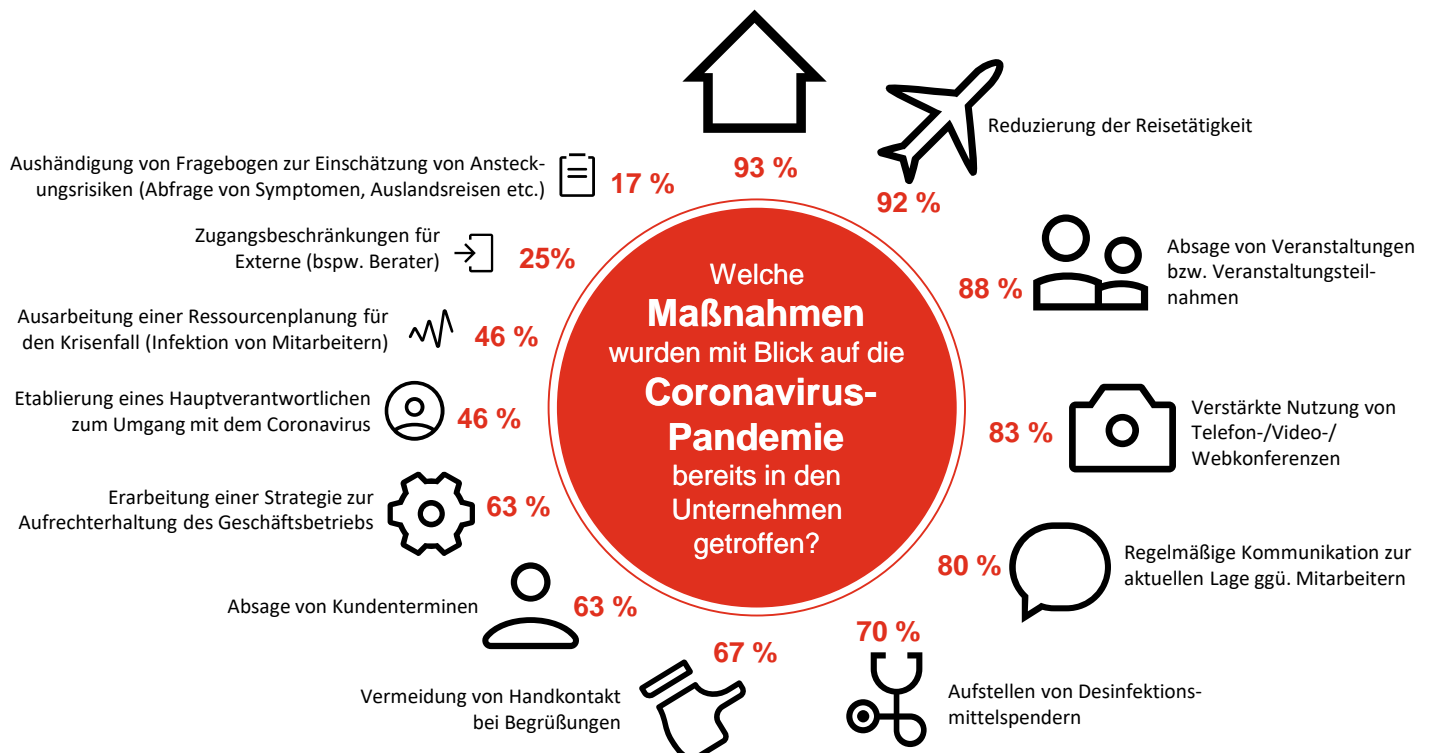 93 %
Reduzierung der Reisetätigkeit
92 %
Absage von Veranstaltungen
bzw. Veranstaltungsteil-
nahmen
88 %
Verstärkte Nutzung von
Telefon-/Video-/
Webkonferenzen
83 %
Regelmäßige Kommunikation zur
aktuellen Lage ggü. Mitarbeitern
80 %
Aufstellen von Desinfektions-
mittelspendern
70 %
Vermeidung von Handkontakt
bei Begrüßungen
67 %
Absage von Kundenterminen
63 %
Erarbeitung einer Strategie zur
Aufrechterhaltung des Geschäftsbetriebs
63 %
Etablierung eines Hauptverantwortlichen
zum Umgang mit dem Coronavirus
46 %
Ausarbeitung einer Ressourcenplanung für
den Krisenfall (Infektion von Mitarbeitern)
46 %
Zugangsbeschränkungen für
Externe (bspw. Berater)
25%
Aushändigung von Fragebogen zur Einschätzung von Ansteck-
ungsrisiken (Abfrage von Symptomen, Auslandsreisen etc.)
17 %
Welche
Maßnahmen
wurden mit Blick auf die
Coronavirus-
Pandemie
bereits in den
Unternehmen
getroffen?